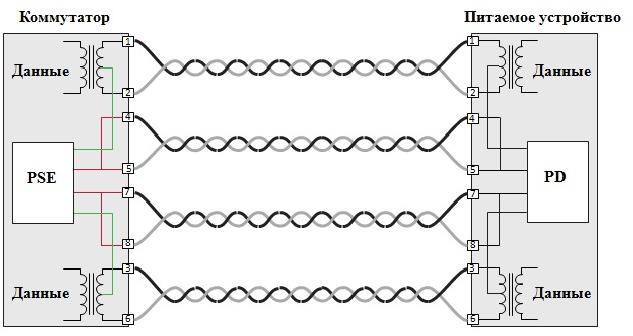 Коммутатор Питаемое устройство
1 1
Данные Данные
2 2
4 4
PSE PD
5 5
7 7
8 8
3 3
Данные Данные
6 6